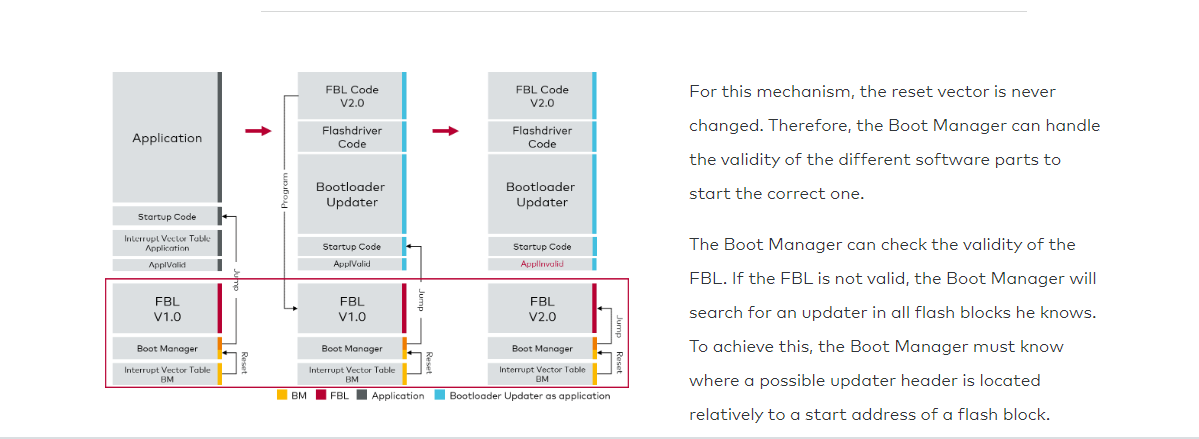 FBL Code
V2.0
FBL Code
V2.0
Application
Flashdriver
Code
Flashdriver
Code
Program
Bootloader
Updater
Bootloader
Updater
Startup Code
Interrupt Vector Table
Application
ApplValid
Startup Code
ApplValid
Startup Code
ApplInvalid
Jump
Jump
Jump
FBL
V1.0
FBL
V1.0
FBL
V2.0
Boot Manager
Boot Manager
Boot Manager
Reset
Reset
Reset
Interrupt Vector Table
BM
Interrupt Vector Table
BM
Interrupt Vector Table
BM
BM FBL Application Bootloader Updater as application
For this mechanism, the reset vector is never
changed. Therefore, the Boot Manager can handle
the validity of the different software parts to
start the correct one.
The Boot Manager can check the validity of the
FBL. If the FBL is not valid, the Boot Manager will
search for an updater in all flash blocks he knows.
To achieve this, the Boot Manager must know
where a possible updater header is located
relatively to a start address of a flash block.